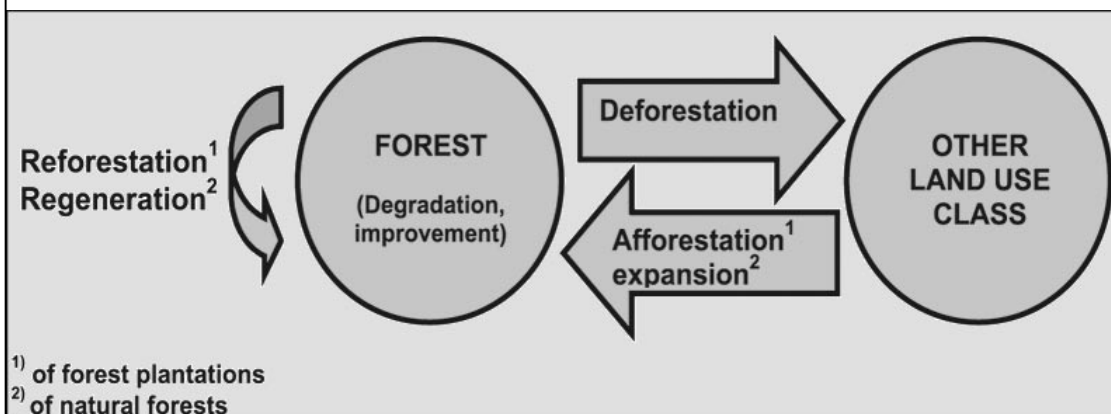 Reforestation¹
Regeneration²
FOREST
(Degradation,
improvement)
Deforestation
Afforestation¹
expansion²
OTHER
LAND USE
CLASS
¹⁾ of forest plantations
²⁾ of natural forests